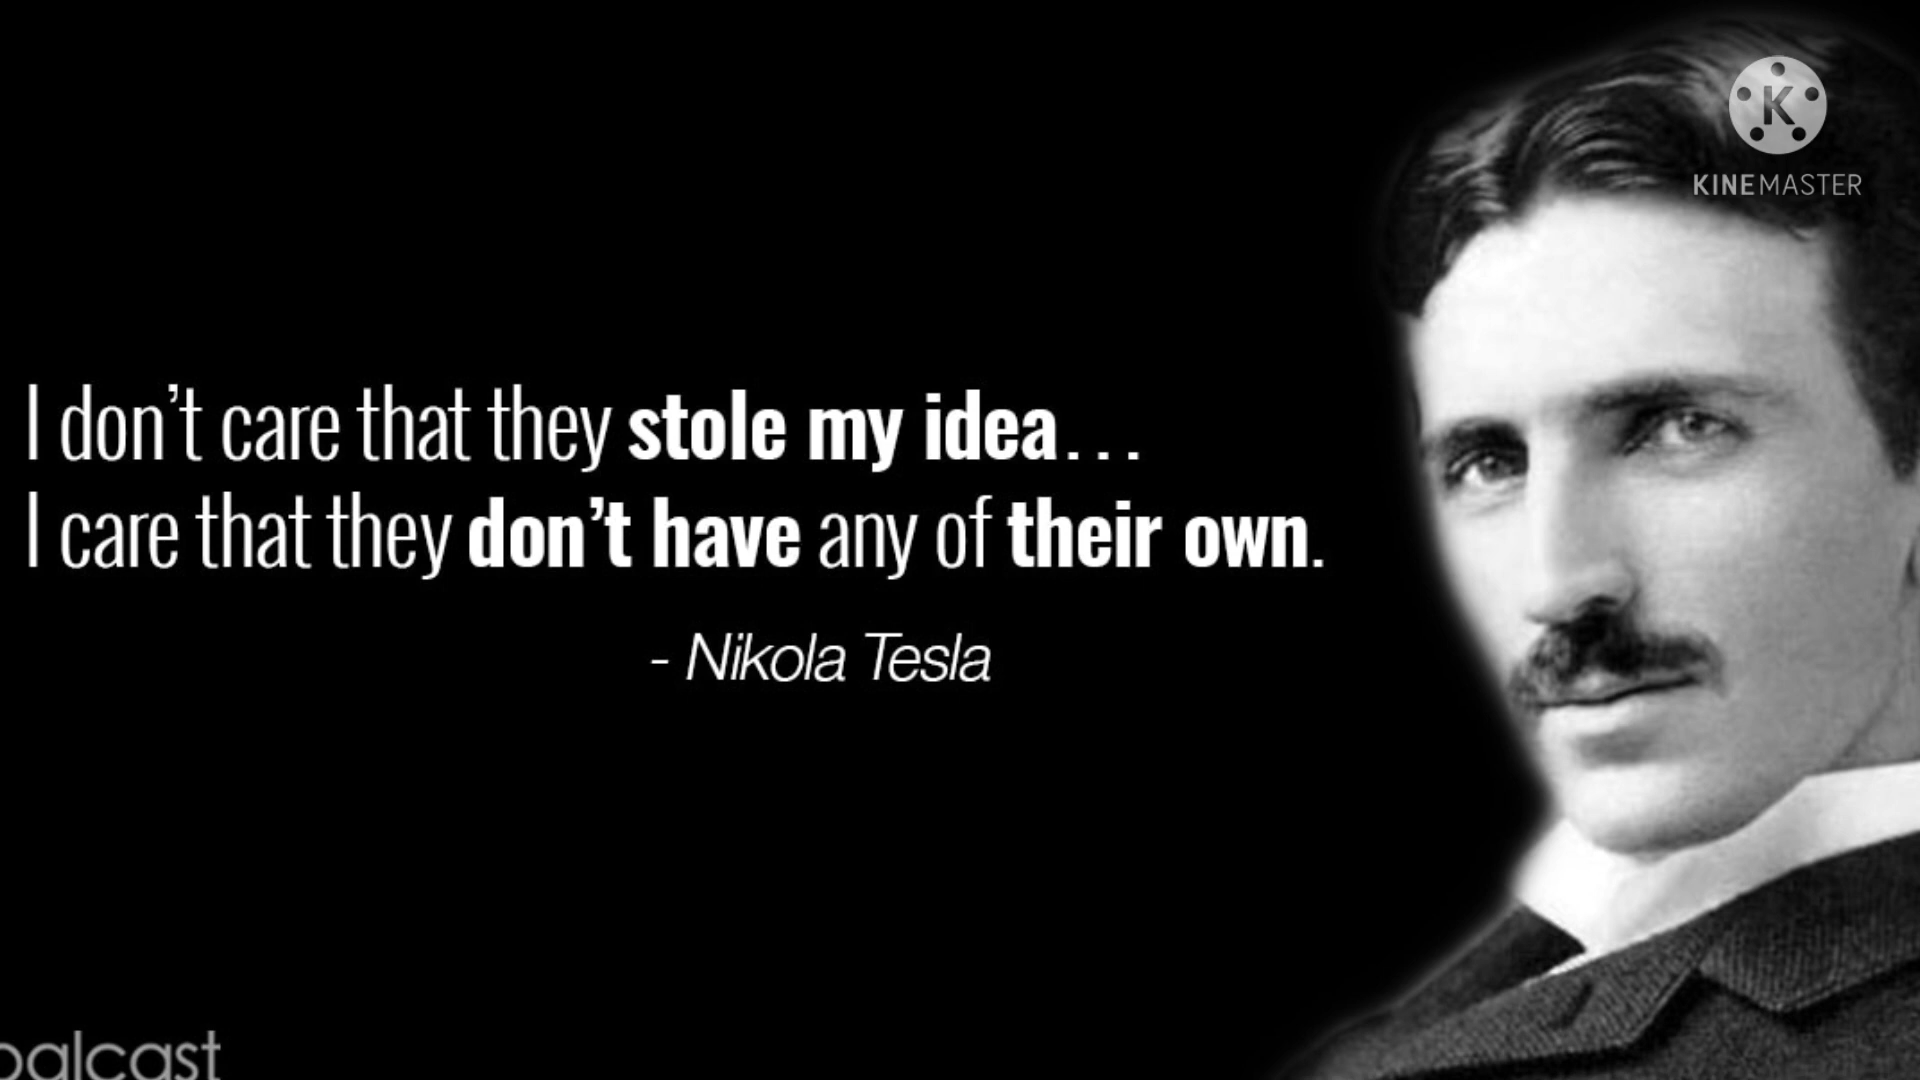 K
KINEMASTER
I don't care that they stole my idea...
I care that they don't have any of their own.
- Nikola Tesla
oalcast